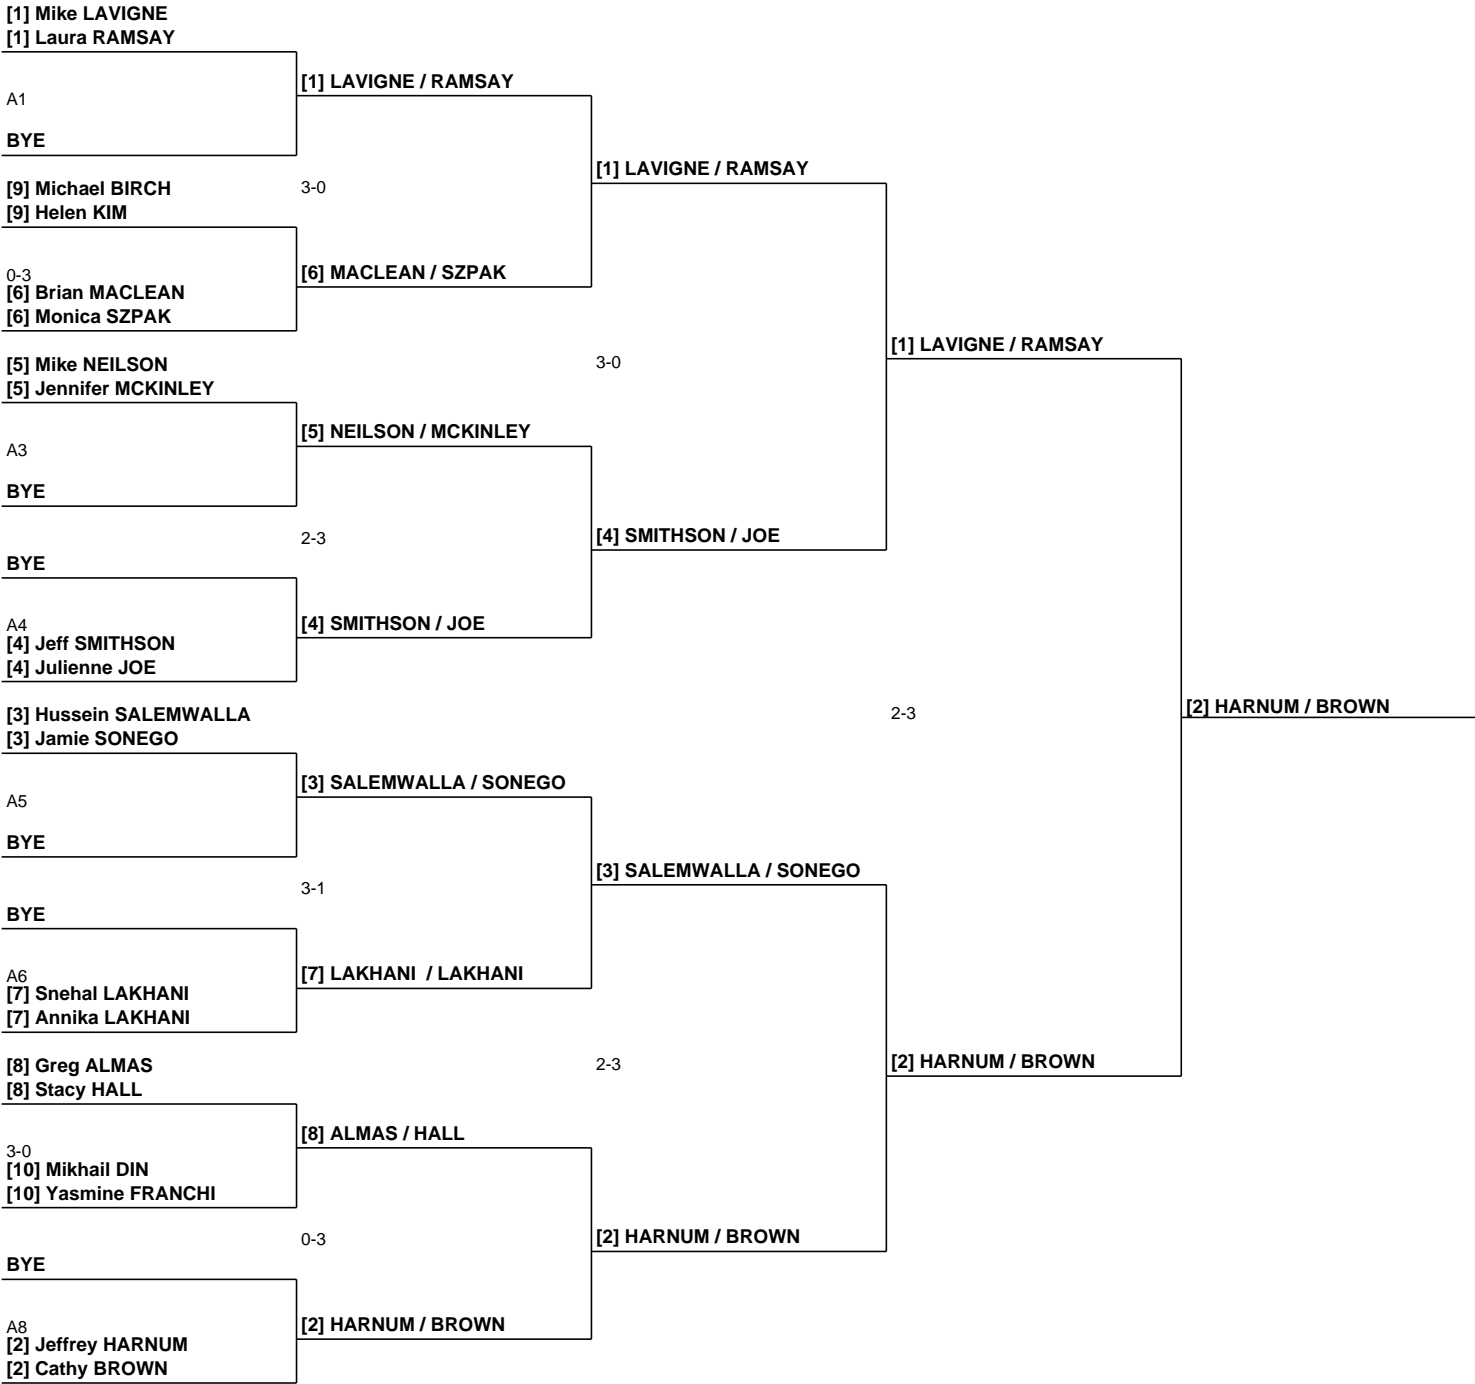 [1] Mike LAVIGNE
[1] Laura RAMSAY
[1] LAVIGNE / RAMSAY
A1
BYE
[1] LAVIGNE / RAMSAY
[9] Michael BIRCH
3-0
[9] Helen KIM
0-3
[6] MACLEAN / SZPAK
[6] Brian MACLEAN
[6] Monica SZPAK
[1] LAVIGNE / RAMSAY
[5] Mike NEILSON
3-0
[5] Jennifer MCKINLEY
[5] NEILSON / MCKINLEY
A3
BYE
2-3
[4] SMITHSON / JOE
BYE
A4
[4] SMITHSON / JOE
[4] Jeff SMITHSON
[4] Julienne JOE
[3] Hussein SALEMWALLA
2-3
[2] HARNUM / BROWN
[3] Jamie SONEGO
[3] SALEMWALLA / SONEGO
A5
BYE
[3] SALEMWALLA / SONEGO
3-1
BYE
A6
[7] LAKHANI / LAKHANI
[7] Snehal LAKHANI
[7] Annika LAKHANI
[8] Greg ALMAS
2-3
[2] HARNUM / BROWN
[8] Stacy HALL
[8] ALMAS / HALL
3-0
[10] Mikhail DIN
[10] Yasmine FRANCHI
0-3
[2] HARNUM / BROWN
BYE
A8
[2] HARNUM / BROWN
[2] Jeffrey HARNUM
[2] Cathy BROWN